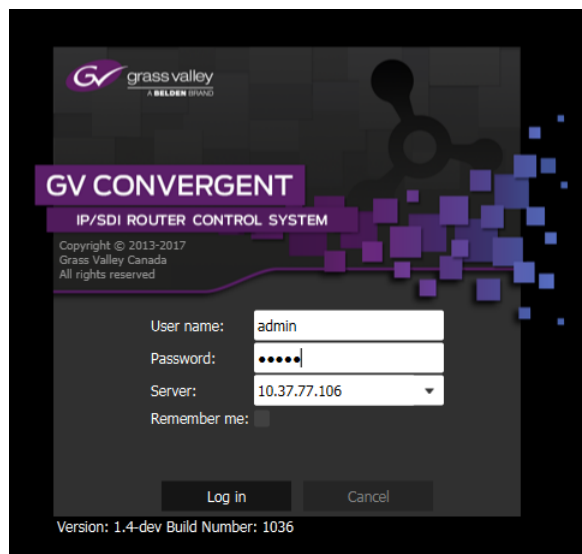 GV grass valley
A BELDEN BRAND
GV CONVERGENT
IP/SDI ROUTER CONTROL SYSTEM
Copyright © 2013-2017
Grass Valley Canada
All rights reserved
User name: admin
Password: •••••
Server: 10.37.77.106
Remember me:
Log in Cancel
Version: 1.4-dev Build Number: 1036